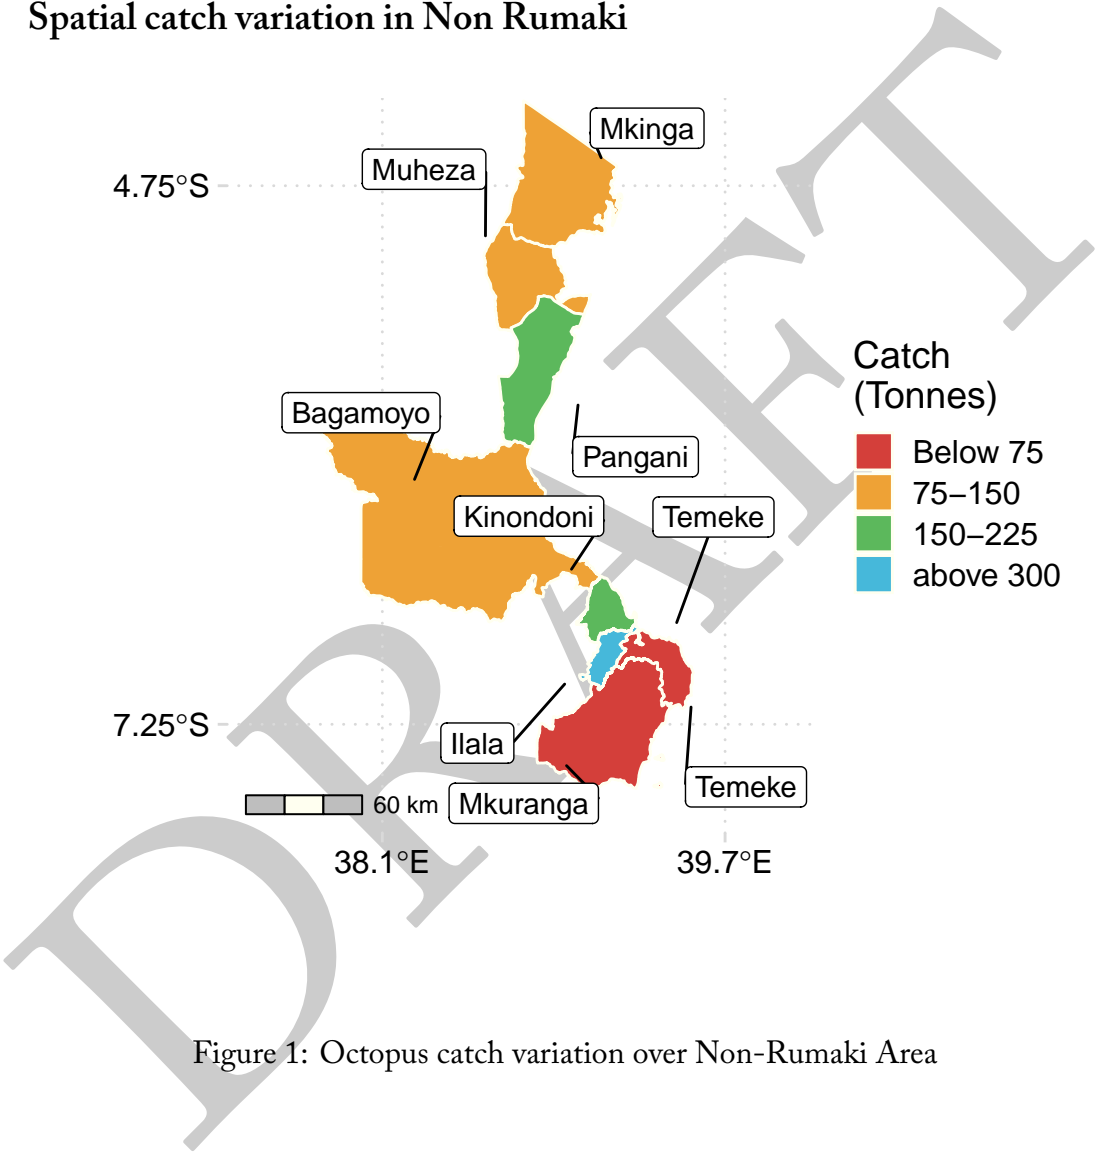 Spatial catch variation in Non Rumaki
Mkinga
Muheza
4.75°S
Catch
(Tonnes)
Below 75
75–150
150–225
above 300
Bagamoyo
Pangani
Kinondoni
Temeke
7.25°S
Ilala
Temeke
60 km
Mkuranga
38.1°E
39.7°E
DRAFT
Figure 1: Octopus catch variation over Non-Rumaki Area